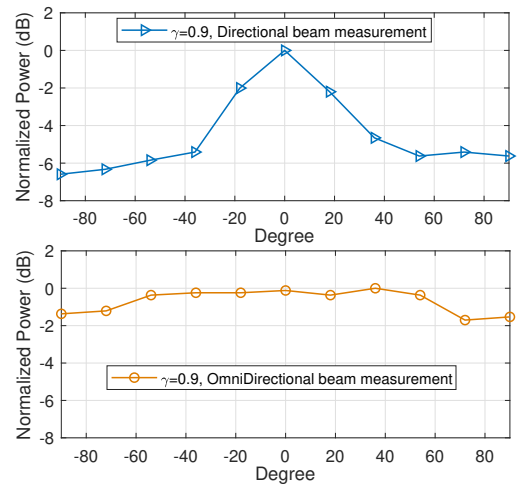 γ=0.9, Directional beam measurement
Normalized Power (dB)
2
0
-2
-4
-6
-8
-80 -60 -40 -20 0 20 40 60 80
Degree
2
0
-2
-4
-6
-8
Normalized Power (dB)
γ=0.9, OmniDirectional beam measurement
-80 -60 -40 -20 0 20 40 60 80
Degree